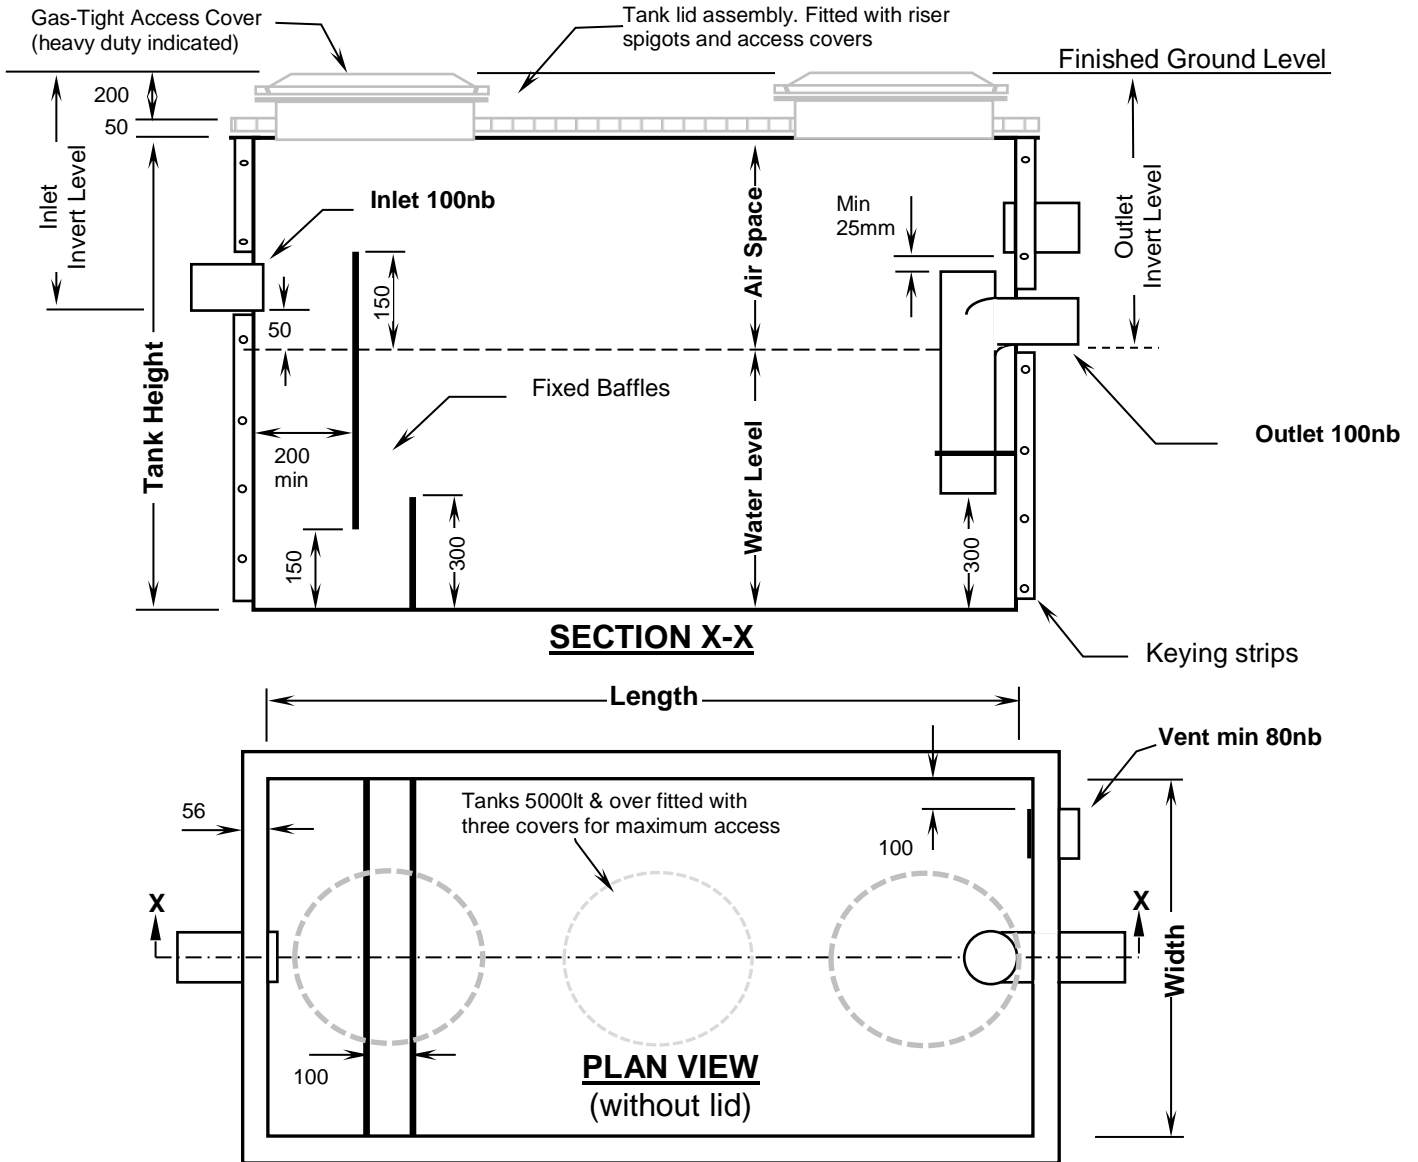 Gas-Tight Access Cover
(heavy duty indicated)
Tank lid assembly. Fitted with riser
spigots and access covers
Finished Ground Level
200
50
Inlet
Invert Level
Inlet 100nb
Air Space
Min
25mm
Outlet
Invert Level
150
50
Tank Height
Fixed Baffles
200
min
Water Level
Outlet 100nb
150
300
300
SECTION X-X
Keying strips
Length
Vent min 80nb
56
Tanks 5000lt & over fitted with
three covers for maximum access
100
X
X
Width
100
PLAN VIEW
(without lid)